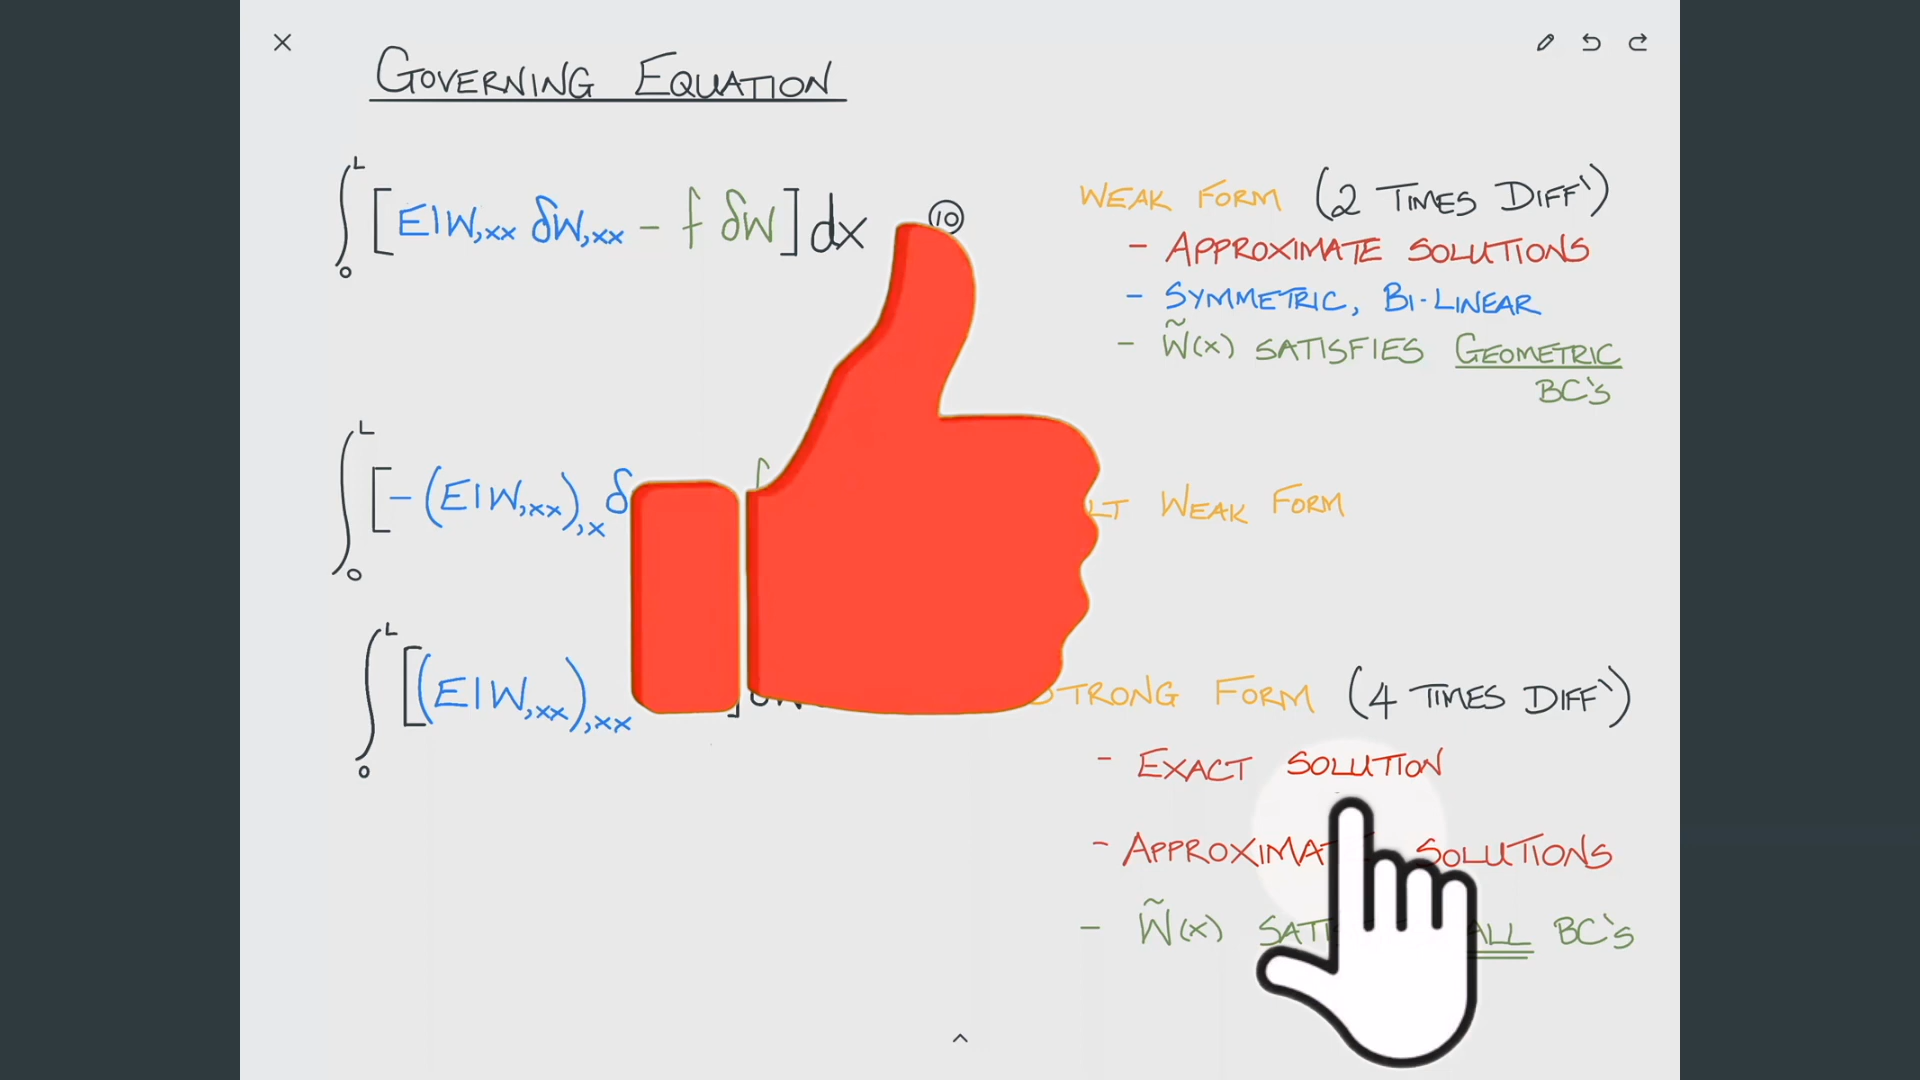 GOVERNING EQUATION
∫₀ᴸ [EIW,xx δW,xx - f δW] dx ⑩
WEAK FORM (2 TIMES DIFF')
- APPROXIMATE SOLUTIONS
- SYMMETRIC, BI-LINEAR
- W̃(x) SATISFIES GEOMETRIC
BC'S
∫₀ᴸ [-(EIW,xx),x δ
WEAK FORM
∫₀ᴸ [(EIW,xx),xx ]
STRONG FORM (4 TIMES DIFF')
- EXACT SOLUTION
- APPROXIMAT SOLUTIONS
- W̃(x) SATI ALL BC'S